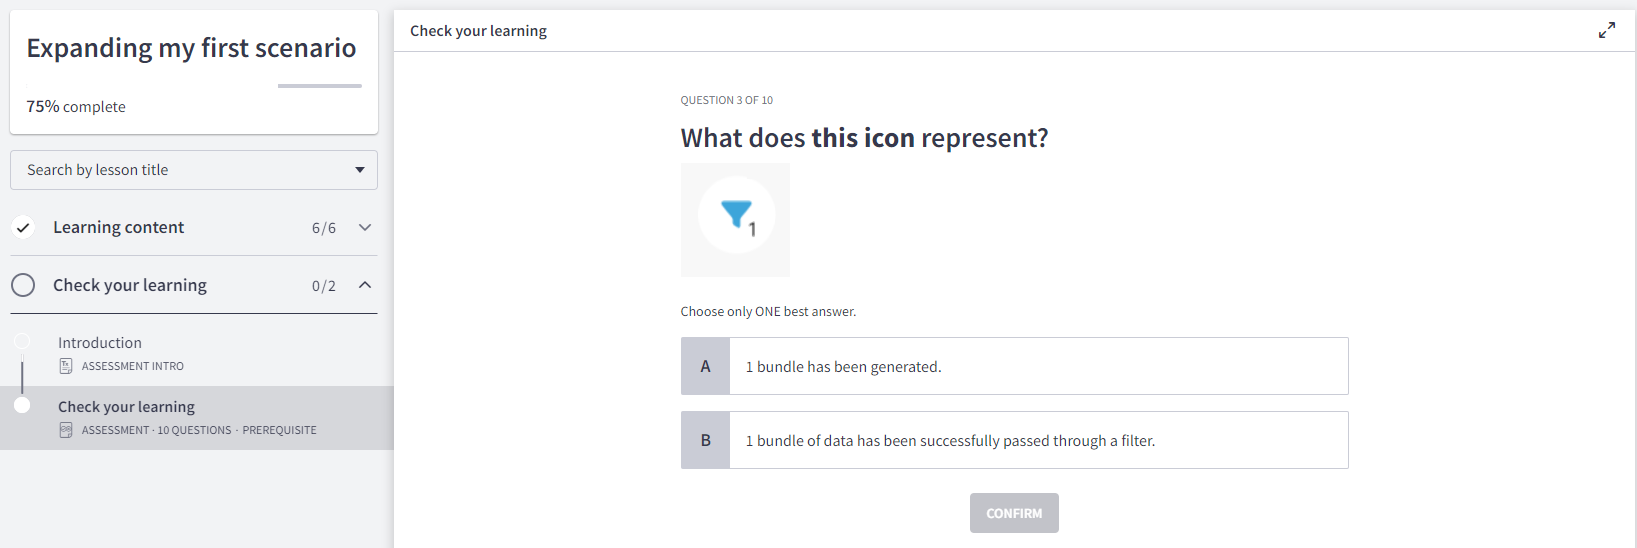 Expanding my first scenario
75% complete
Search by lesson title
Learning content 6/6
Check your learning 0/2
Introduction
ASSESSMENT INTRO
Check your learning
ASSESSMENT · 10 QUESTIONS · PREREQUISITE
Check your learning
QUESTION 3 OF 10
What does this icon represent?
1
Choose only ONE best answer.
A 1 bundle has been generated.
B 1 bundle of data has been successfully passed through a filter.
CONFIRM